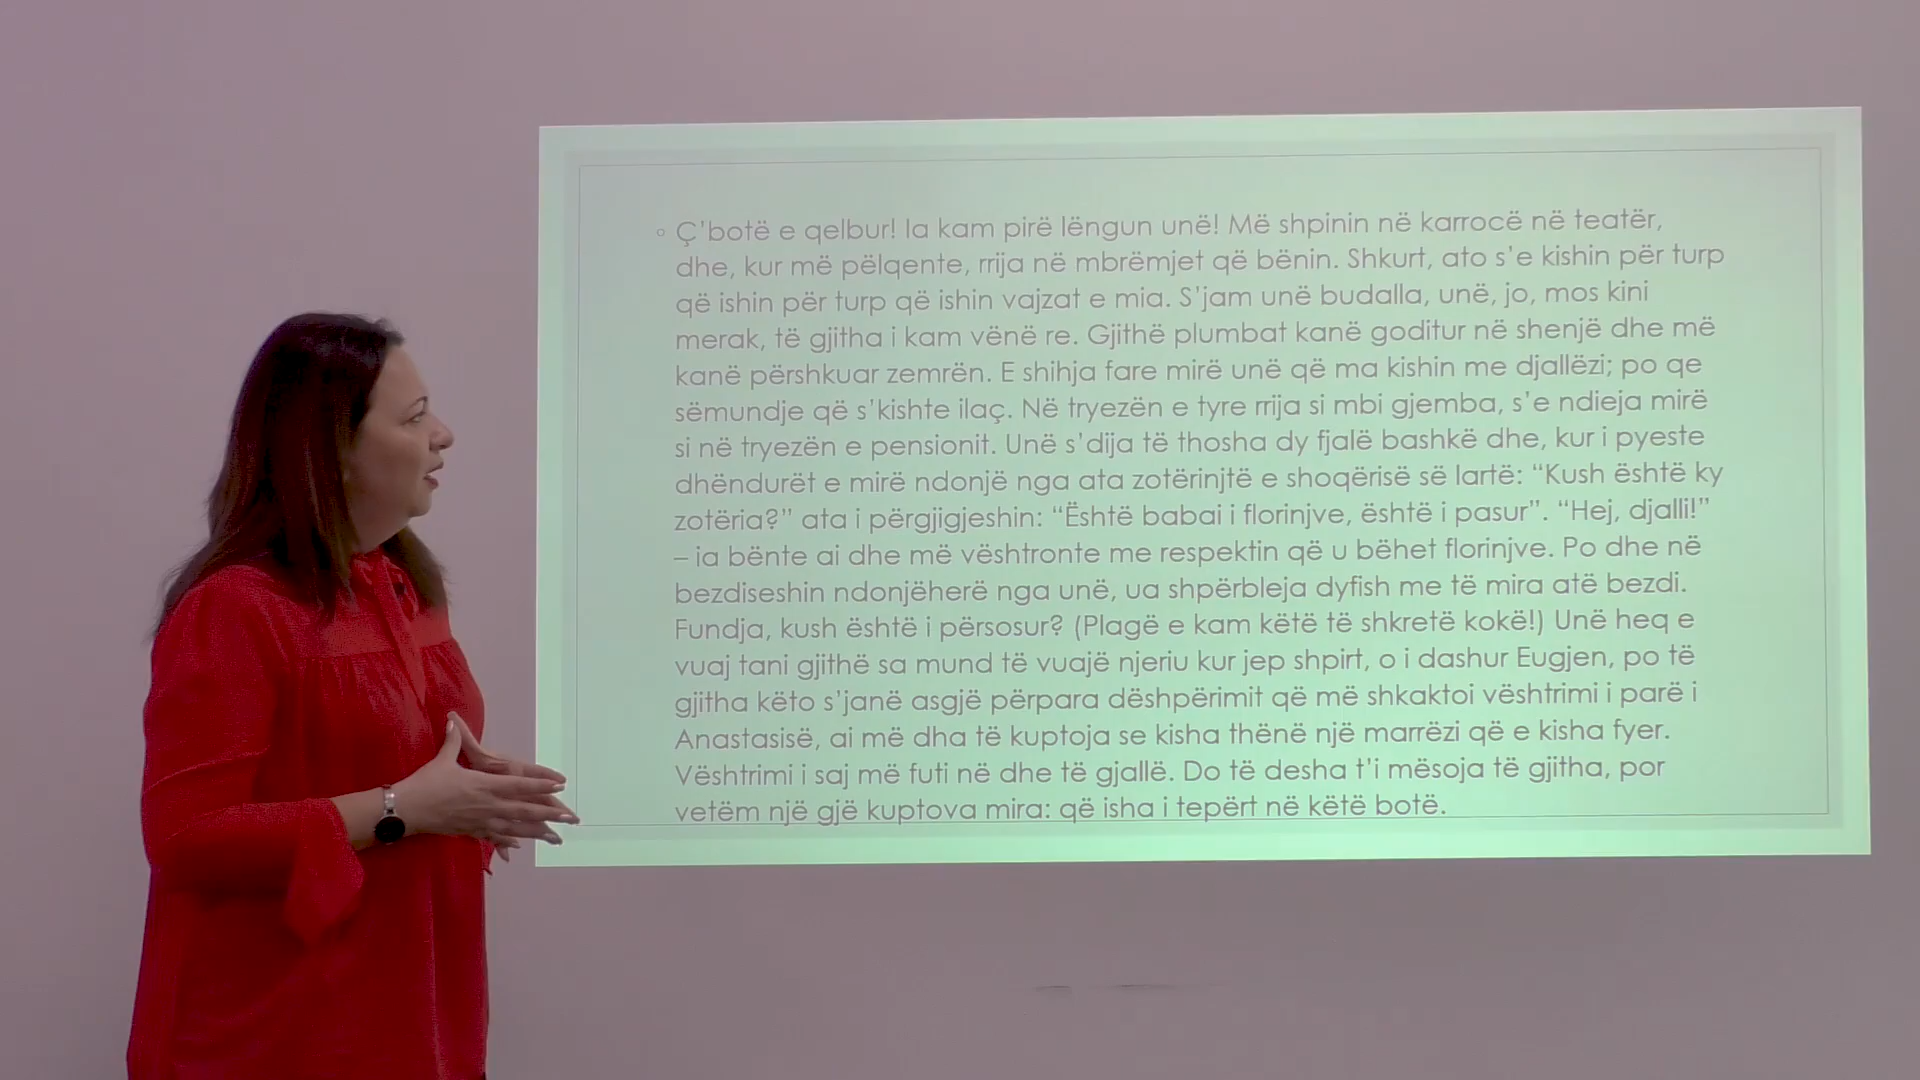 Ç'botë e qelbur! Ia kam pirë lëngun unë! Më shpinin në karrocë në teatër,
dhe, kur më pëlqente, rrija në mbrëmjet që bënin. Shkurt, ato s'e kishin për turp
që ishin për turp që ishin vajzat e mia. S'jam unë budalla, unë, jo, mos kini
merak, të gjitha i kam vënë re. Gjithë plumbat kanë goditur në shenjë dhe më
kanë përshkuar zemrën. E shihja fare mirë unë që ma kishin me djallëzi; po qe
sëmundje që s'kishte ilaç. Në tryezën e tyre rrija si mbi gjemba, s'e ndieja mirë
si në tryezën e pensionit. Unë s'dija të thosha dy fjalë bashkë dhe, kur i pyeste
dhëndurët e mirë ndonjë nga ata zotërinjtë e shoqërisë së lartë: “Kush është ky
zotëria?” ata i përgjigjeshin: “Është babai i florinjve, është i pasur”. “Hej, djalli!”
– ia bënte ai dhe më vështronte me respektin që u bëhet florinjve. Po dhe në
bezdiseshin ndonjëherë nga unë, ua shpërbleja dyfish me të mira atë bezdi.
Fundja, kush është i përsosur? (Plagë e kam këtë të shkretë kokë!) Unë heq e
vuaj tani gjithë sa mund të vuajë njeriu kur jep shpirt, o i dashur Eugjen, po të
gjitha këto s'janë asgjë përpara dëshpërimit që më shkaktoi vështrimi i parë i
Anastasisë, ai më dha të kuptoja se kisha thënë një marrëzi që e kisha fyer.
Vështrimi i saj më futi në dhe të gjallë. Do të desha t'i mësoja të gjitha, por
vetëm një gjë kuptova mira: që isha i tepërt në këtë botë.